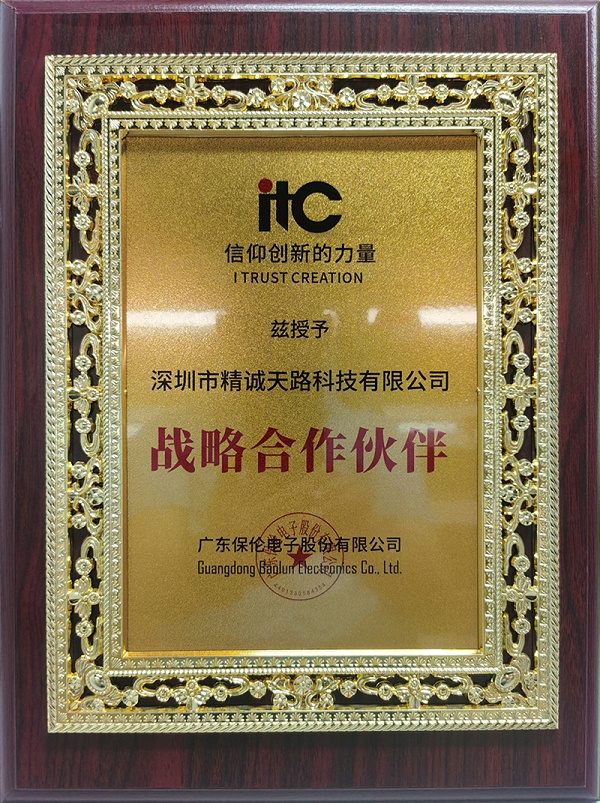 itC
信仰创新的力量
I TRUST CREATION
兹授予
深圳市精诚天路科技有限公司
战略合作伙伴
广东保伦电子股份有限公司
Guangdong Baolun Electronics Co., Ltd.